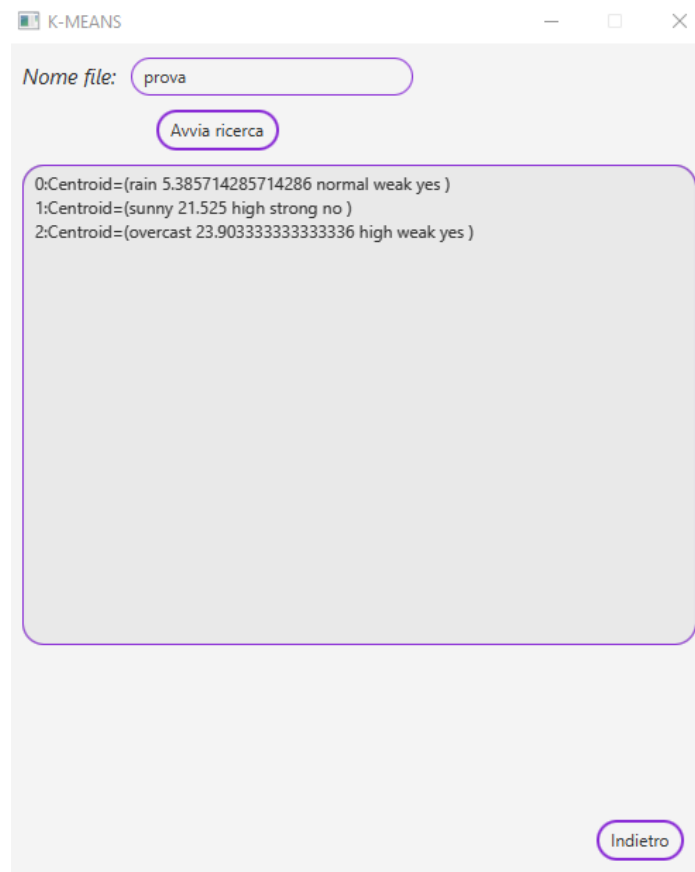 K-MEANS
Nome file: prova
Avvia ricerca
0:Centroid=(rain 5.385714285714286 normal weak yes )
1:Centroid=(sunny 21.525 high strong no )
2:Centroid=(overcast 23.903333333333336 high weak yes )
Indietro